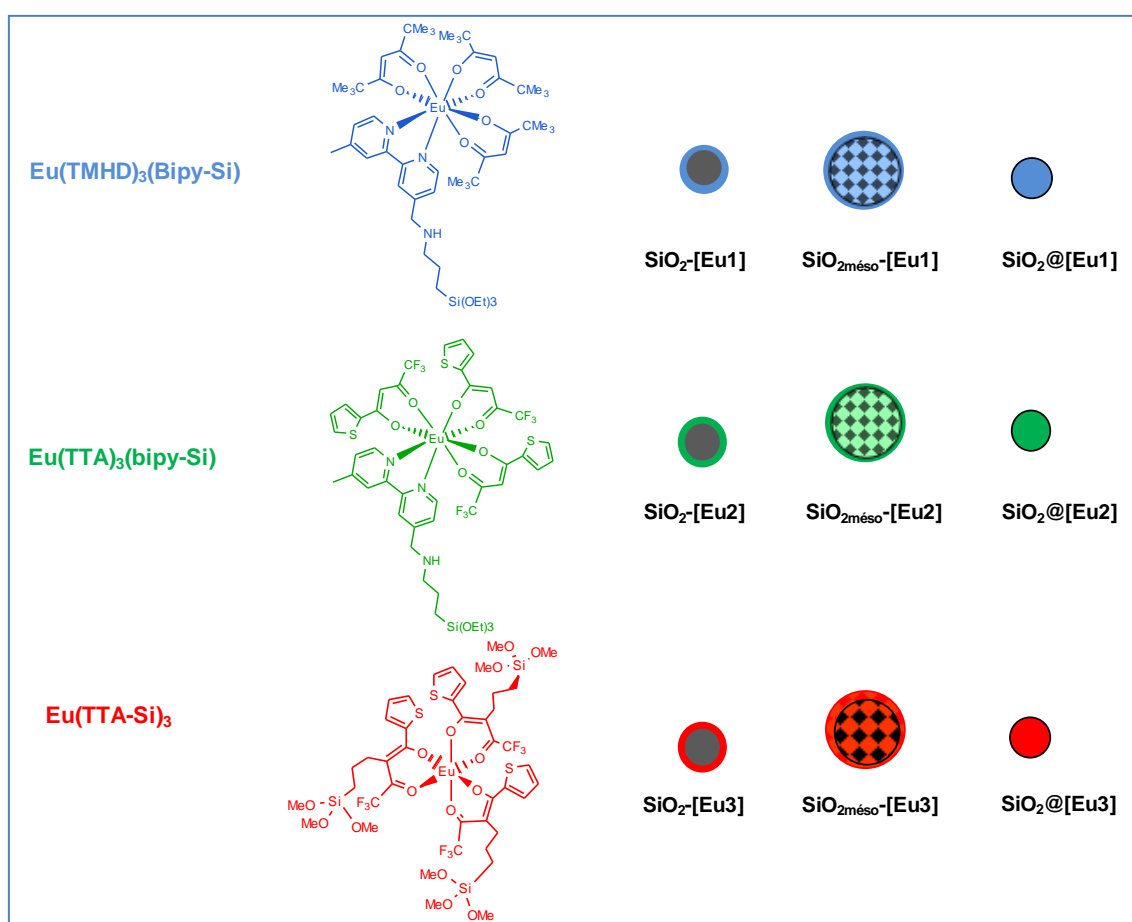 Eu(TMHD)3(Bipy-Si)
CMe3
CMe3
Me3C
Me3C
O
O
O
O
O
O
Eu
CMe3
CMe3
N
N
Me3C
NH
Si(OEt)3
SiO2-[Eu1]
SiO2méso-[Eu1]
SiO2@[Eu1]
Eu(TTA)3(bipy-Si)
S
CF3
S
CF3
S
O
O
O
O
O
O
Eu
N
N
F3C
NH
Si(OEt)3
SiO2-[Eu2]
SiO2méso-[Eu2]
SiO2@[Eu2]
Eu(TTA-Si)3
MeO
OMe
MeO
Si
S
S
S
O
O
O
O
O
O
Eu
CF3
CF3
F3C
MeO
Si
MeO
OMe
MeO
Si
MeO
OMe
SiO2-[Eu3]
SiO2méso-[Eu3]
SiO2@[Eu3]